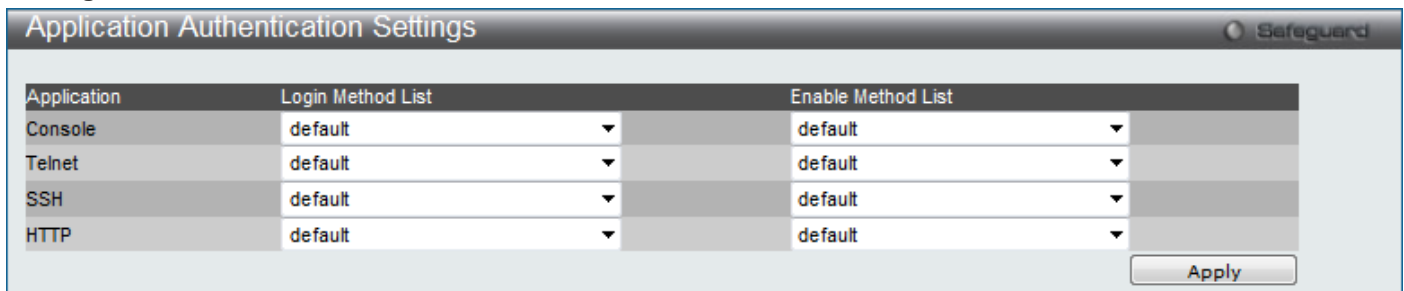 Application Authentication Settings Safeguard
Application Login Method List Enable Method List
Console default default
Telnet default default
SSH default default
HTTP default default
Apply